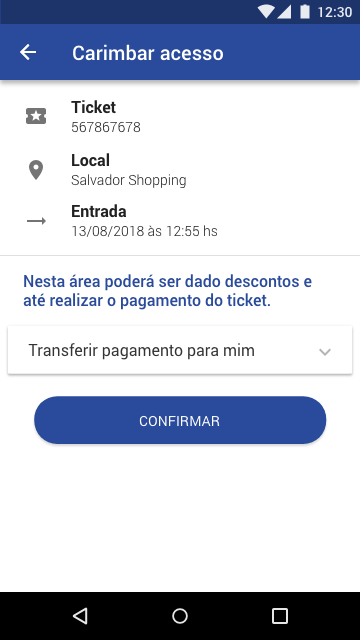 12:30
Carimbar acesso
Ticket
567867678
Local
Salvador Shopping
Entrada
13/08/2018 às 12:55 hs
Nesta área poderá ser dado descontos e
até realizar o pagamento do ticket.
Transferir pagamento para mim
CONFIRMAR